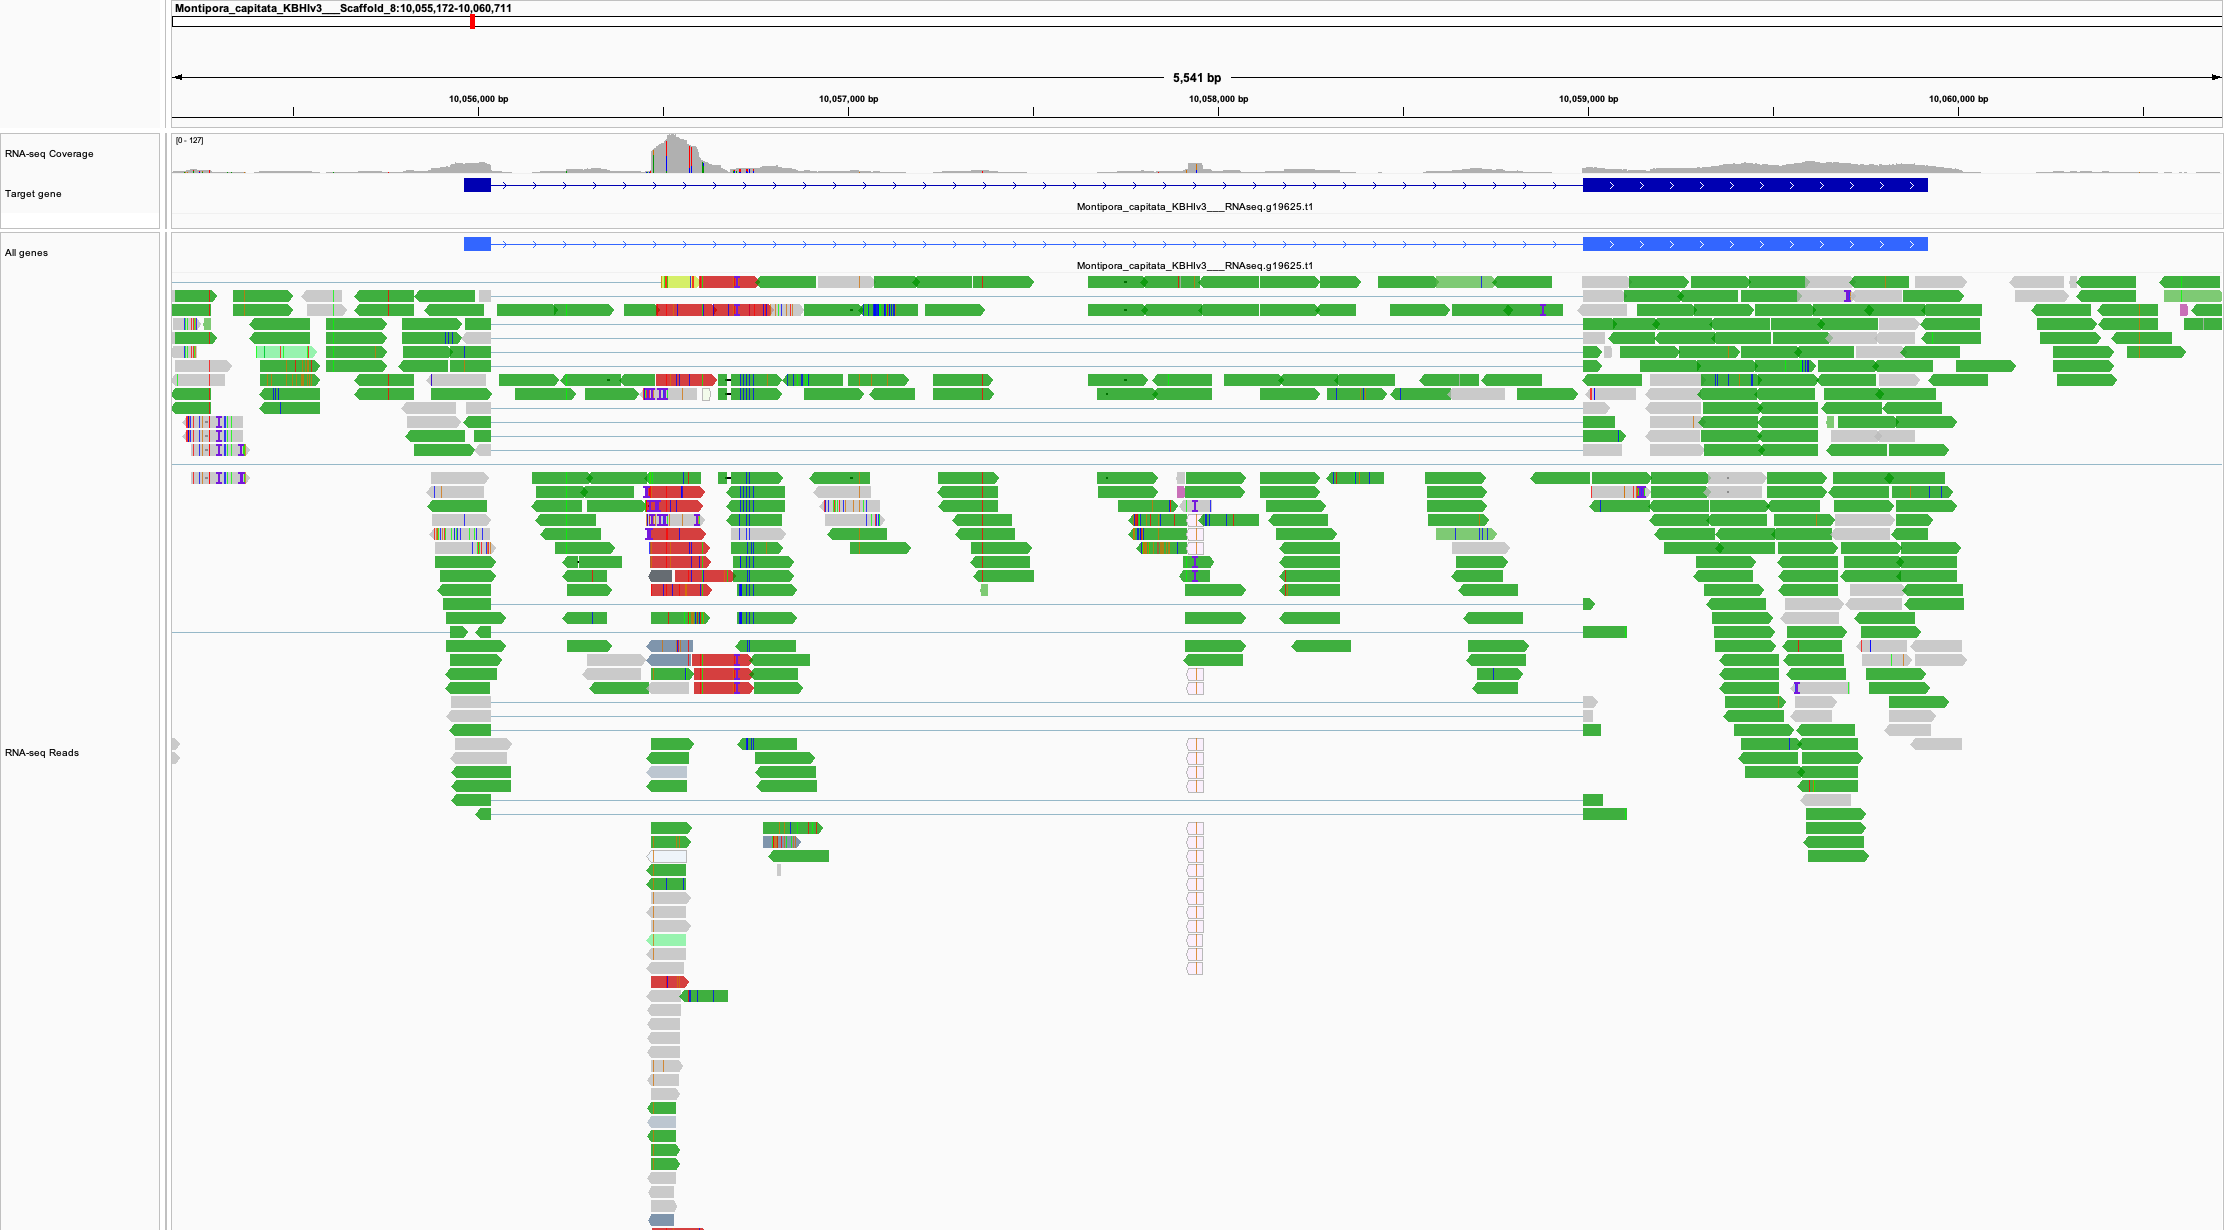 Montipora_capitata_KBHIv3___Scaffold_8:10,055,172-10,060,711
5,541 bp
10,056,000 bp 10,057,000 bp 10,058,000 bp 10,059,000 bp 10,060,000 bp
[0 - 127]
RNA-seq Coverage
Target gene
Montipora_capitata_KBHIv3___RNAseq.g19625.t1
All genes
Montipora_capitata_KBHIv3___RNAseq.g19625.t1
RNA-seq Reads